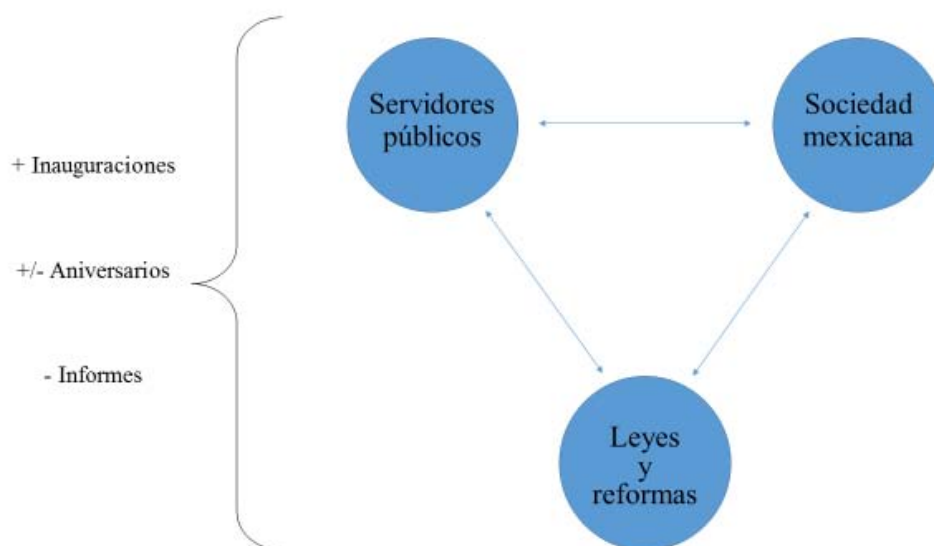 + Inauguraciones
+/- Aniversarios
- Informes
Servidores
públicos
Sociedad
mexicana
Leyes
y
reformas